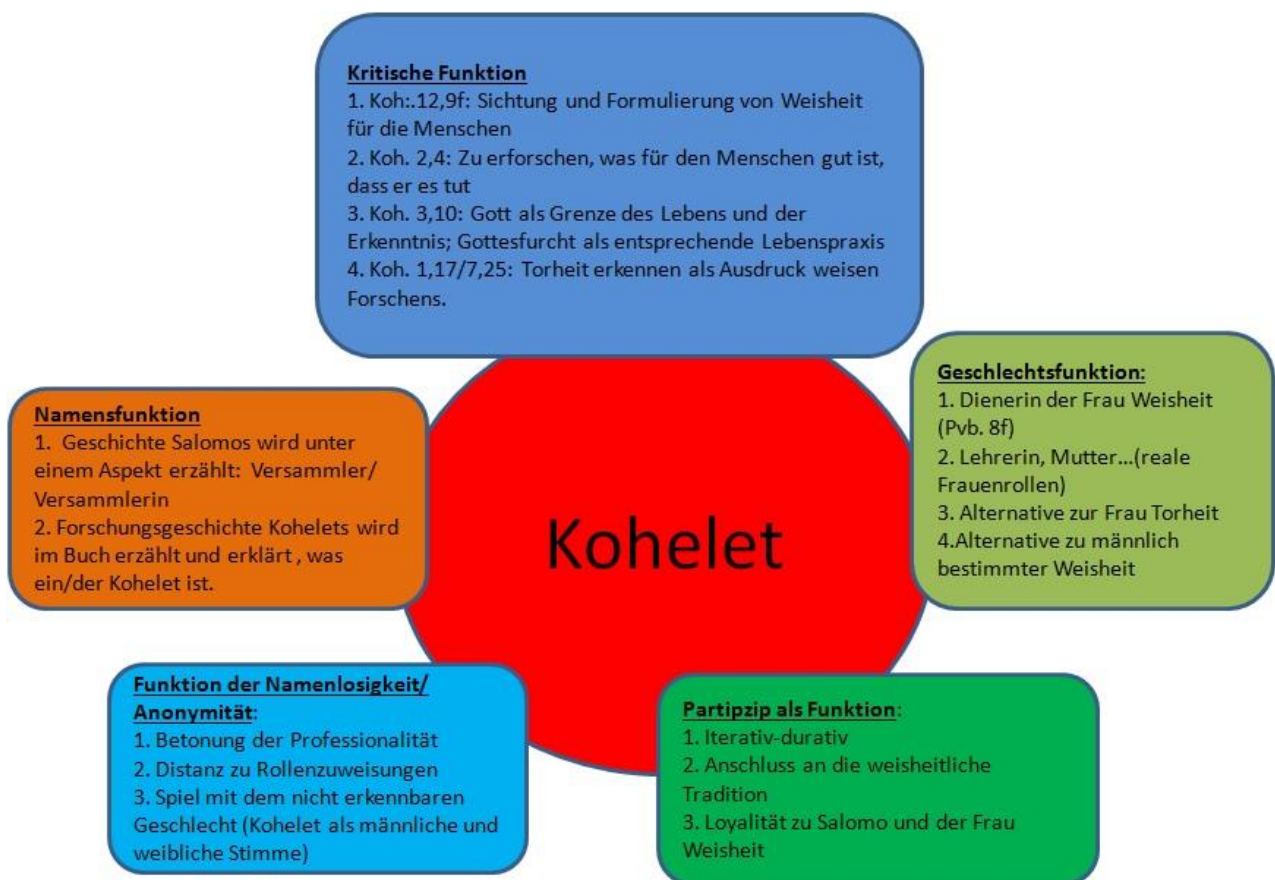 Kritische Funktion
1. Koh:.12,9f: Sichtung und Formulierung von Weisheit
für die Menschen
2. Koh. 2,4: Zu erforschen, was für den Menschen gut ist,
dass er es tut
3. Koh. 3,10: Gott als Grenze des Lebens und der
Erkenntnis; Gottesfurcht als entsprechende Lebenspraxis
4. Koh. 1,17/7,25: Torheit erkennen als Ausdruck weisen
Forschens.
Namensfunktion
1. Geschichte Salomos wird unter
einem Aspekt erzählt: Versammler/
Versammlerin
2. Forschungsgeschichte Kohelets wird
im Buch erzählt und erklärt , was
ein/der Kohelet ist.
Kohelet
Geschlechtsfunktion:
1. Dienerin der Frau Weisheit
(Pvb. 8f)
2. Lehrerin, Mutter...(reale
Frauenrollen)
3. Alternative zur Frau Torheit
4.Alternative zu männlich
bestimmter Weisheit
Funktion der Namenlosigkeit/
Anonymität:
1. Betonung der Professionalität
2. Distanz zu Rollenzuweisungen
3. Spiel mit dem nicht erkennbaren
Geschlecht (Kohelet als männliche und
weibliche Stimme)
Partipzip als Funktion:
1. Iterativ-durativ
2. Anschluss an die weisheitliche
Tradition
3. Loyalität zu Salomo und der Frau
Weisheit